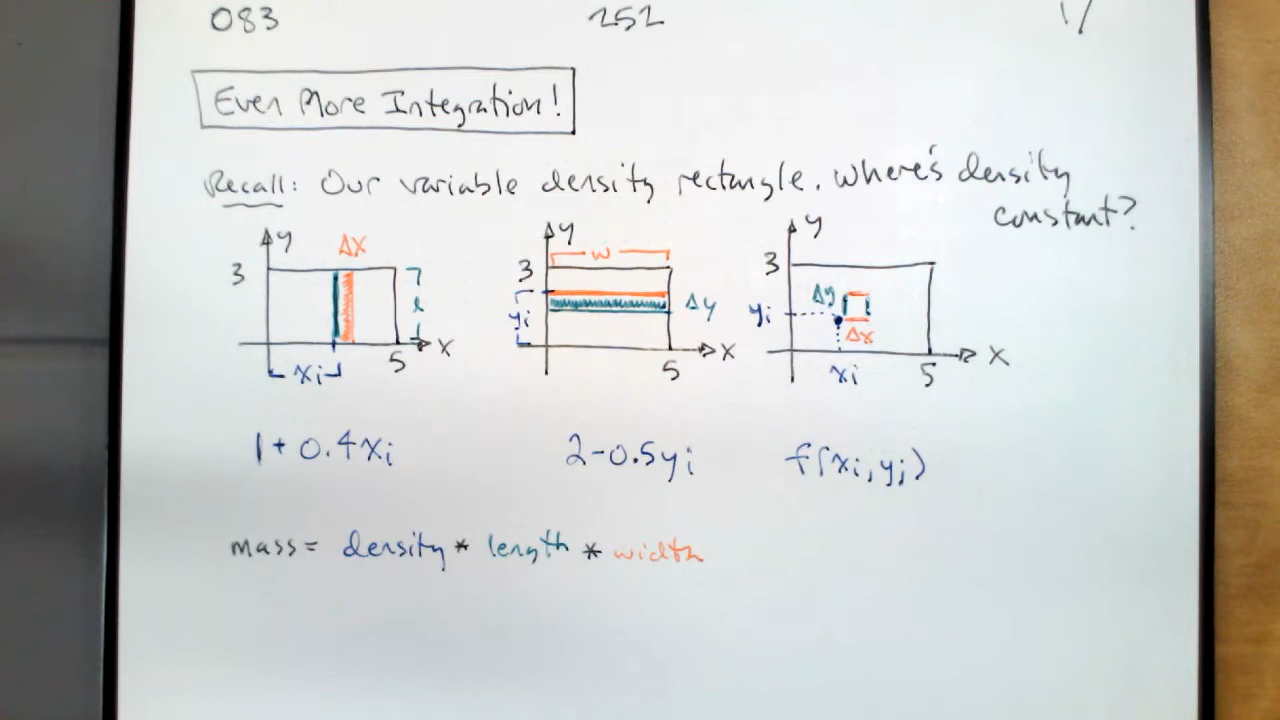 083 252 1/
Even More Integration!
Recall: Our variable density rectangle. Where's density
constant?
y Δx 3 l x 5 xi
y w 3 yi Δy x 5
y 3 Δy yi Δx x xi 5
1+0.4xi 2-0.5yi f(xi,yj)
mass= density * length * width